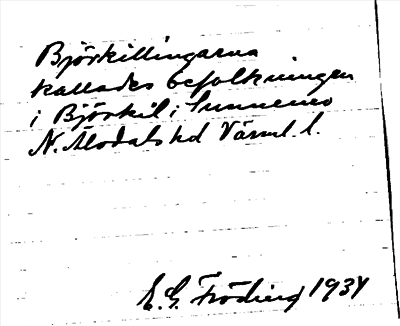 Björkillingarna
kallades befolkningen
i Björkil i Sunnemo
N. Älvdals hd Värml. l.
E. G. Fröding 1934